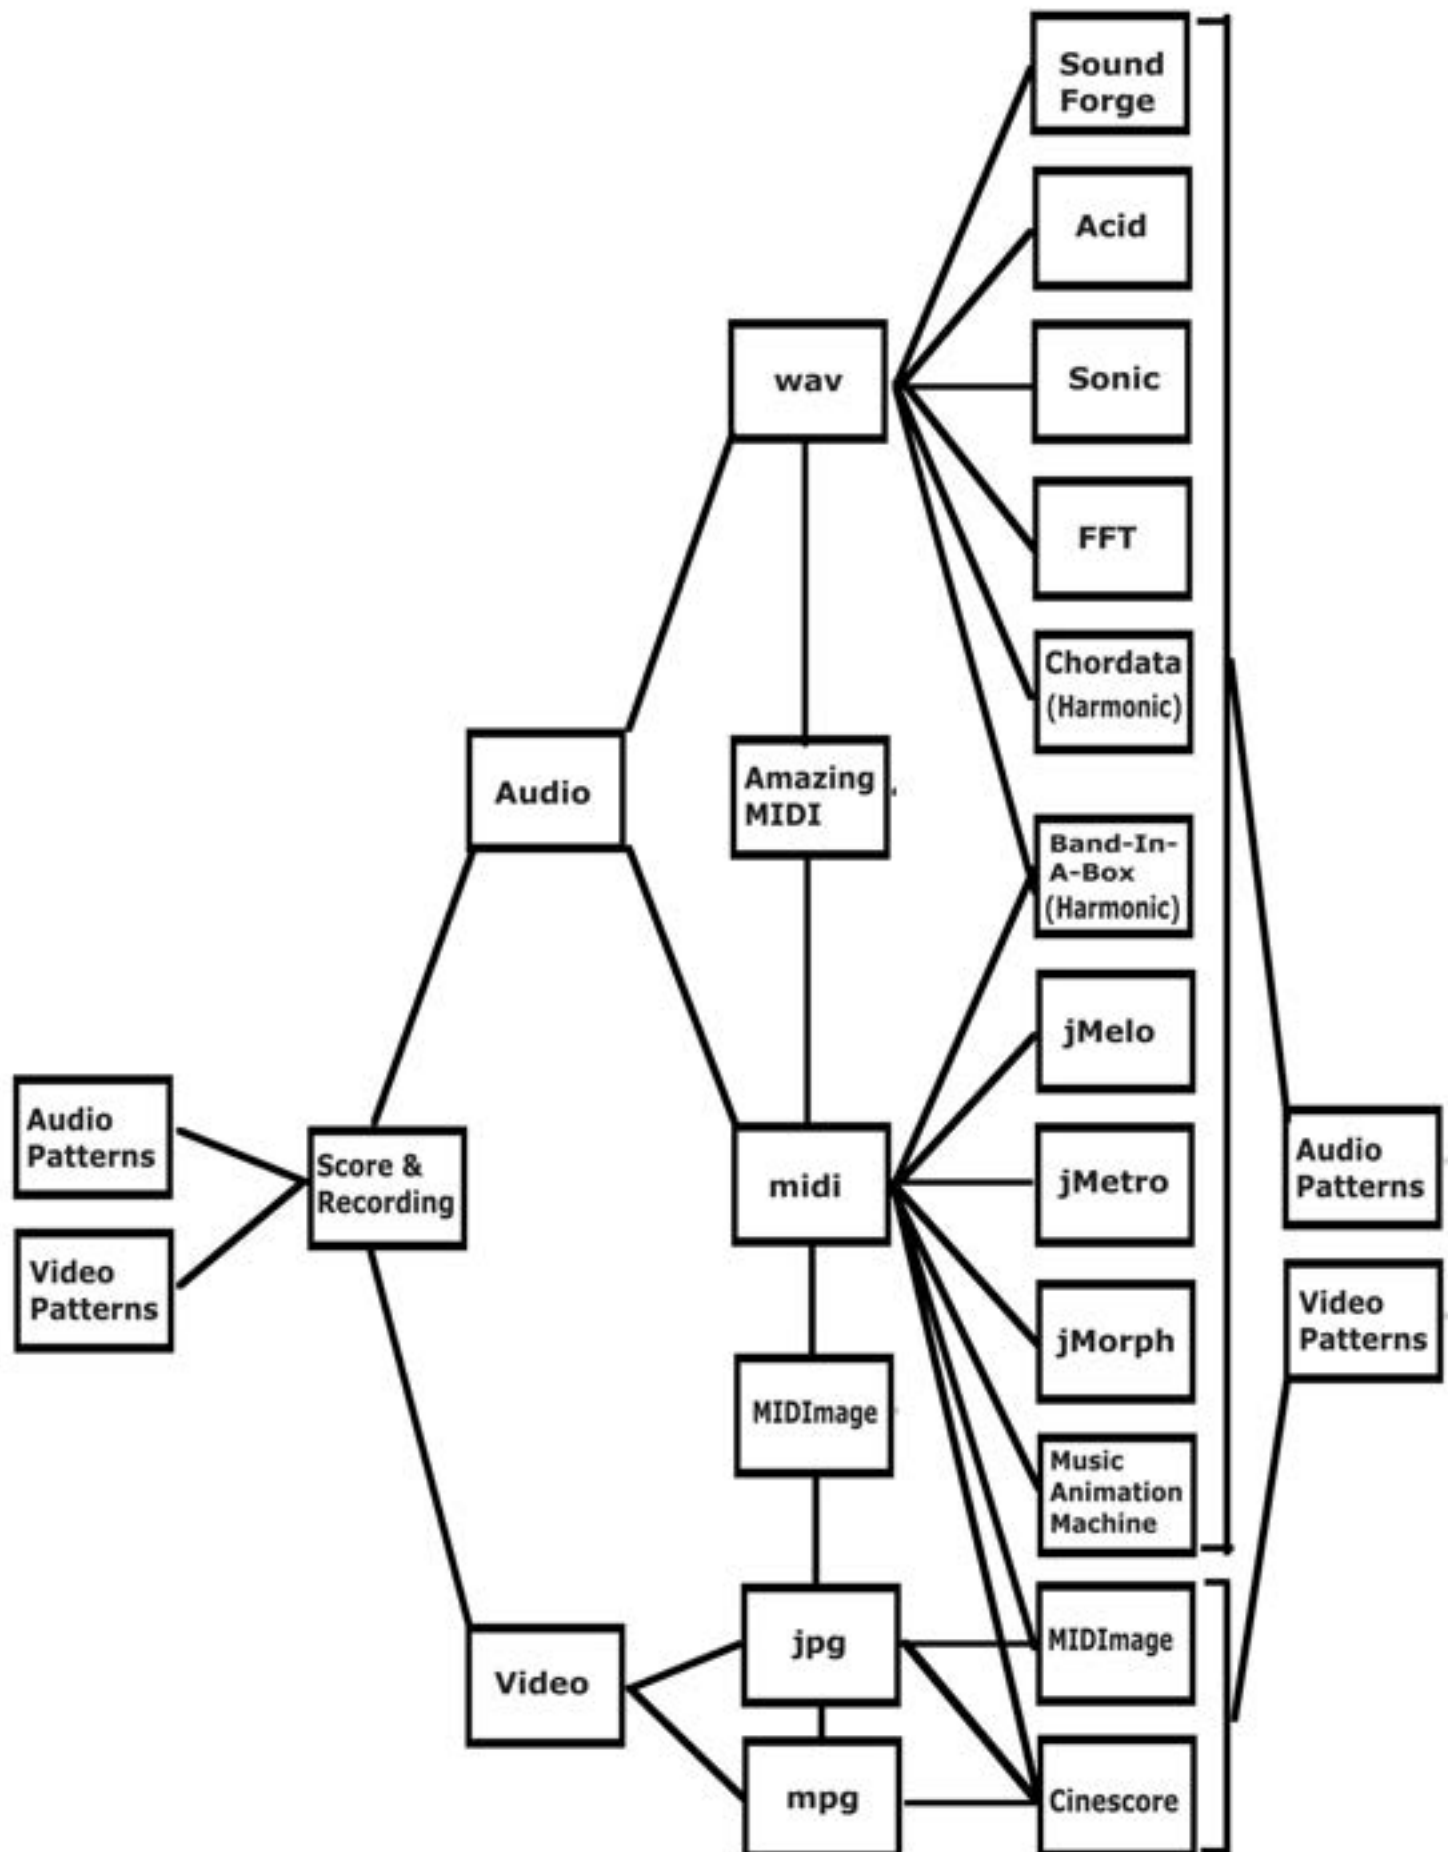 Sound
Forge
Acid
wav
Sonic
FFT
Chordata
(Harmonic)
Audio
Amazing
MIDI
Band-In-
A-Box
(Harmonic)
jMelo
Audio
Patterns
Score &
Recording
midi
jMetro
Audio
Patterns
Video
Patterns
MIDImage
jMorph
Video
Patterns
Music
Animation
Machine
Video
jpg
MIDImage
mpg
Cinescore